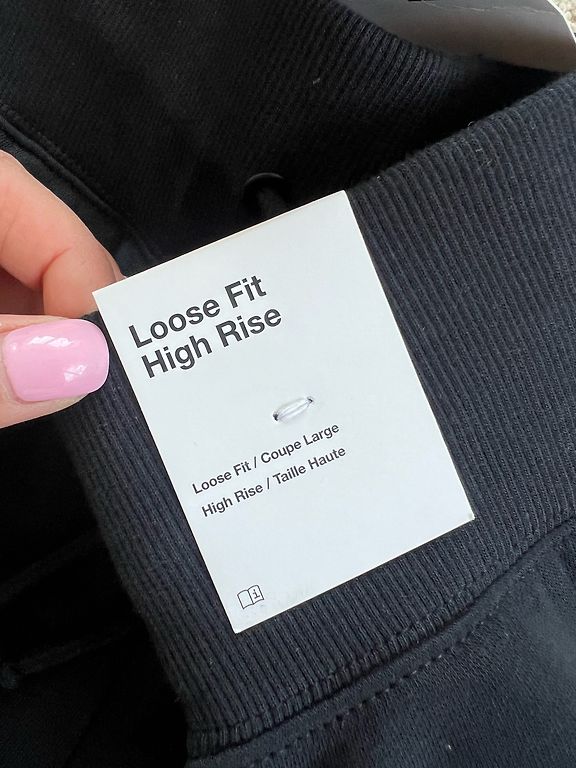 Loose Fit
High Rise
Loose Fit / Coupe Large
High Rise / Taille Haute